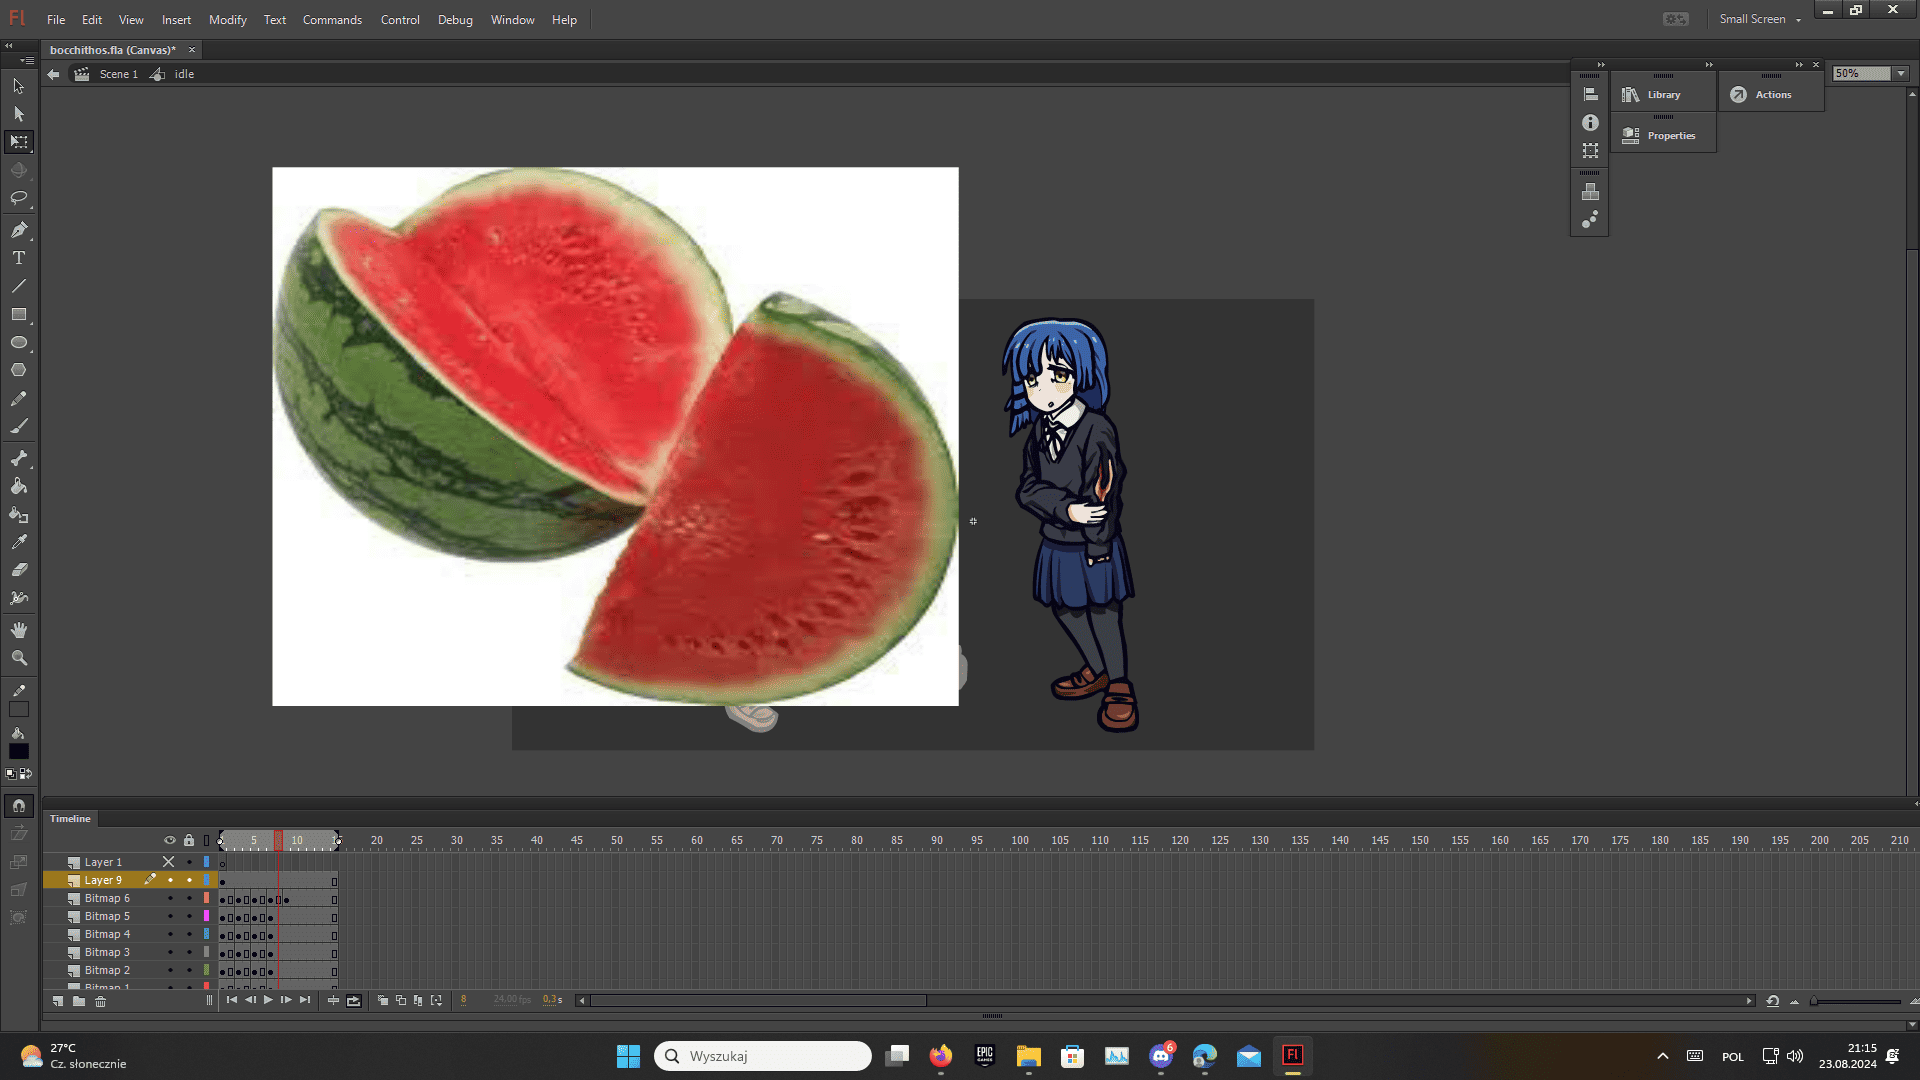 Fl File Edit View Insert Modify Text Commands Control Debug Window Help Small Screen
bocchithos.fla (Canvas)* ×
Scene 1 idle 50%
Library Actions
Properties
T
Timeline
5 10 15 20 25 30 35 40 45 50 55 60 65 70 75 80 85 90 95 100 105 110 115 120 125 130 135 140 145 150 155 160 165 170 175 180 185 190 195 200 205 210
Layer 1
Layer 9
Bitmap 6
Bitmap 5
Bitmap 4
Bitmap 3
Bitmap 2
Bitmap 1
8 24.00 fps 0.3 s
27°C
Cz. słonecznie
Wyszukaj
EPIC GAMES
6
Fl
POL
21:15
23.08.2024